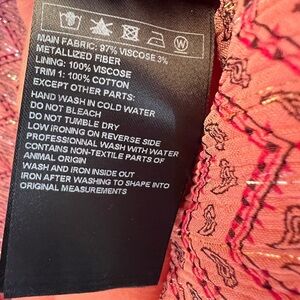 W
MAIN FABRIC: 97% VISCOSE 3%
METALLIZED FIBER
LINING: 100% VISCOSE
TRIM 1: 100% COTTON
EXCEPT OTHER PARTS:
HAND WASH IN COLD WATER
DO NOT BLEACH
DO NOT TUMBLE DRY
LOW IRONING ON REVERSE SIDE
PROFESSIONNAL WASH WITH WATER
CONTAINS NON-TEXTILE PARTS OF
ANIMAL ORIGIN
WASH AND IRON INSIDE OUT
IRON AFTER WASHING TO SHAPE INTO
ORIGINAL MEASUREMENTS